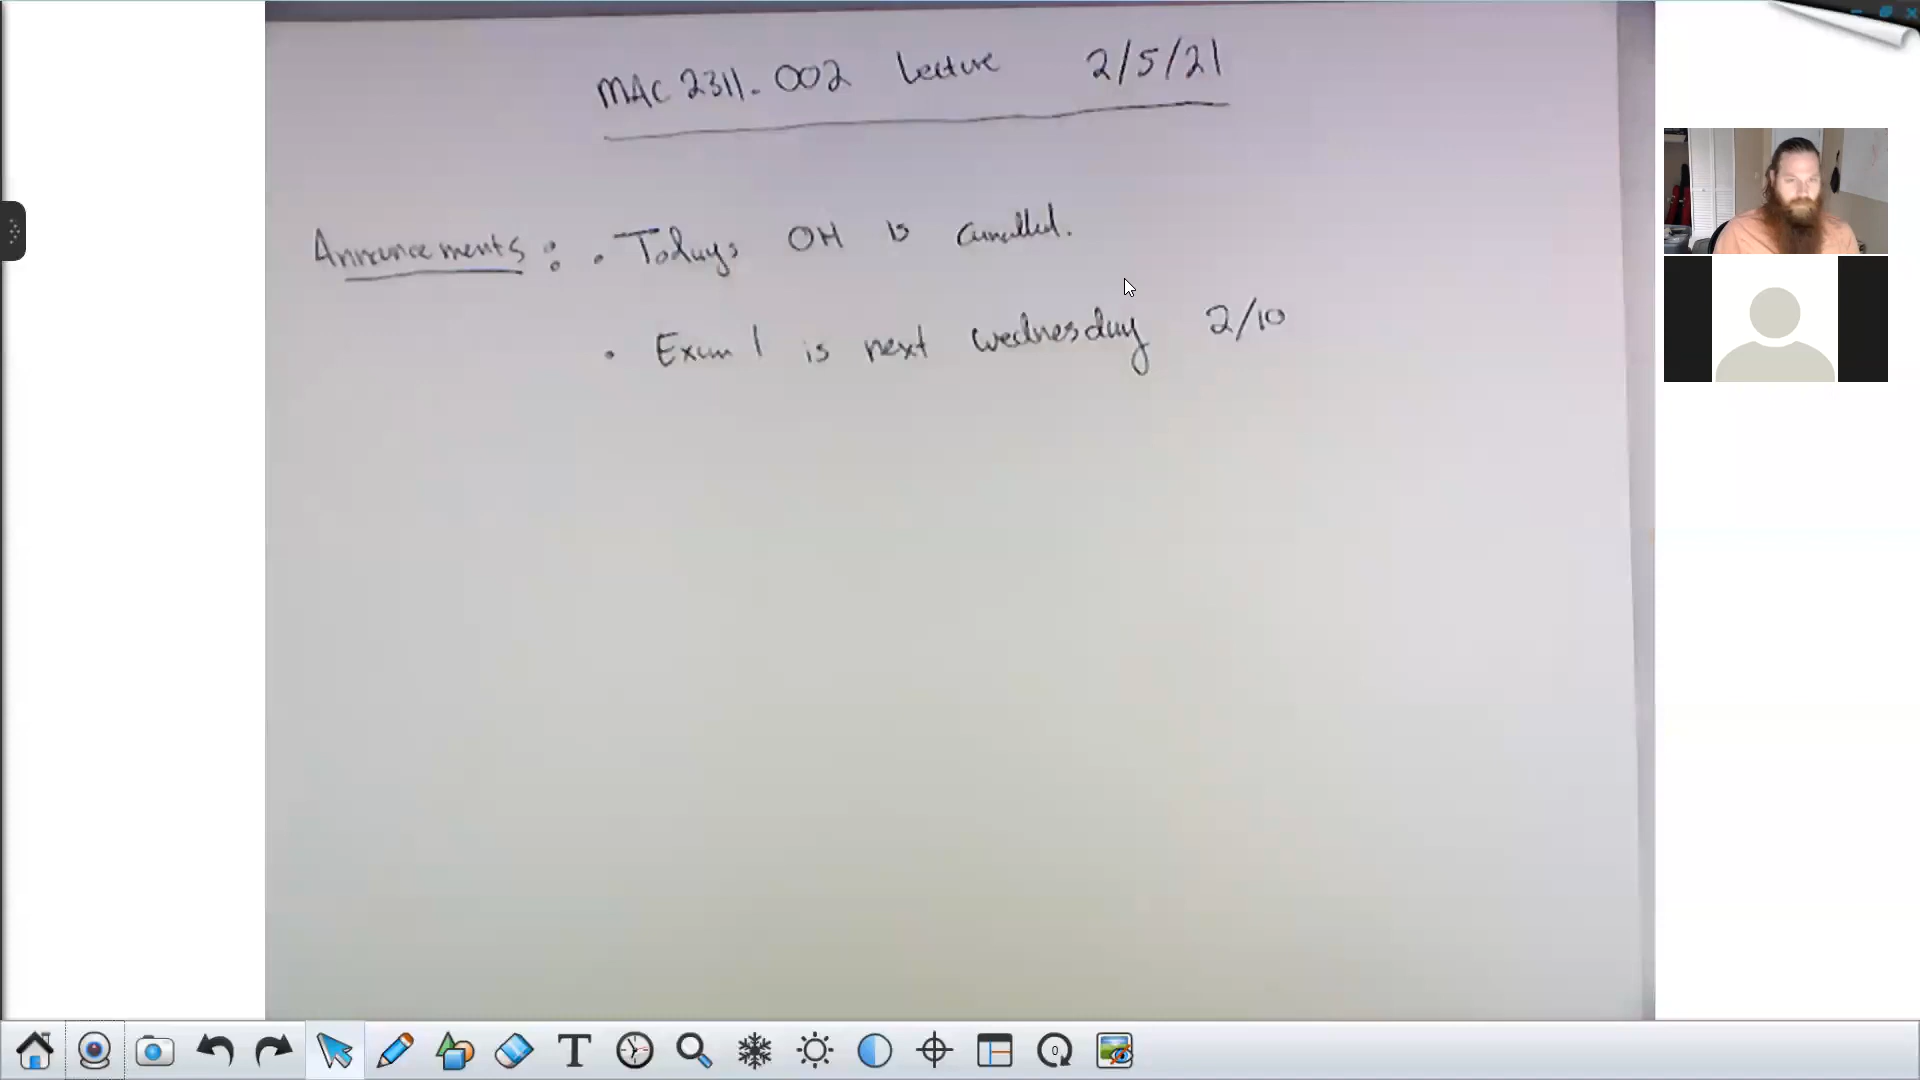 MAC 2311.002 Lecture 2/5/21
Announcements: • Todays OH is cancelled.
• Exam 1 is next wednesday 2/10
T
0